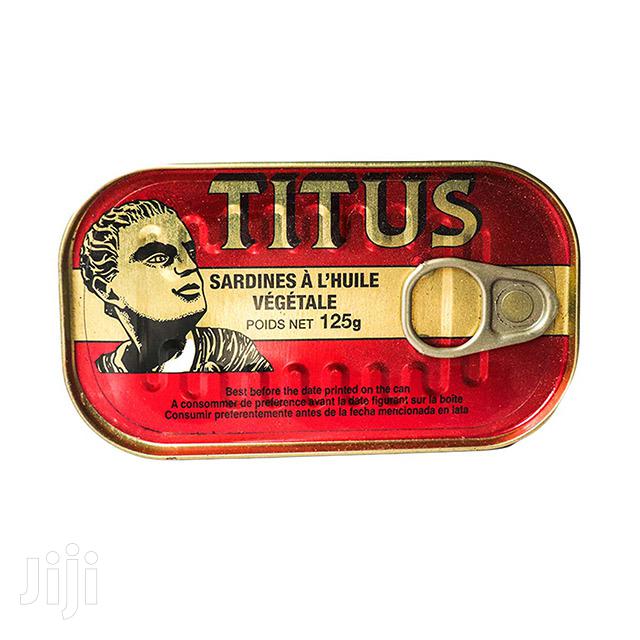 TITUS
SARDINES À L'HUILE
VÉGÉTALE
POIDS NET 125g
Best before the date printed on the can
A consommer de preference avant la date figurant sur la boite
Consumir preferentemente antes de la fecha mencionada en lata
Jiji